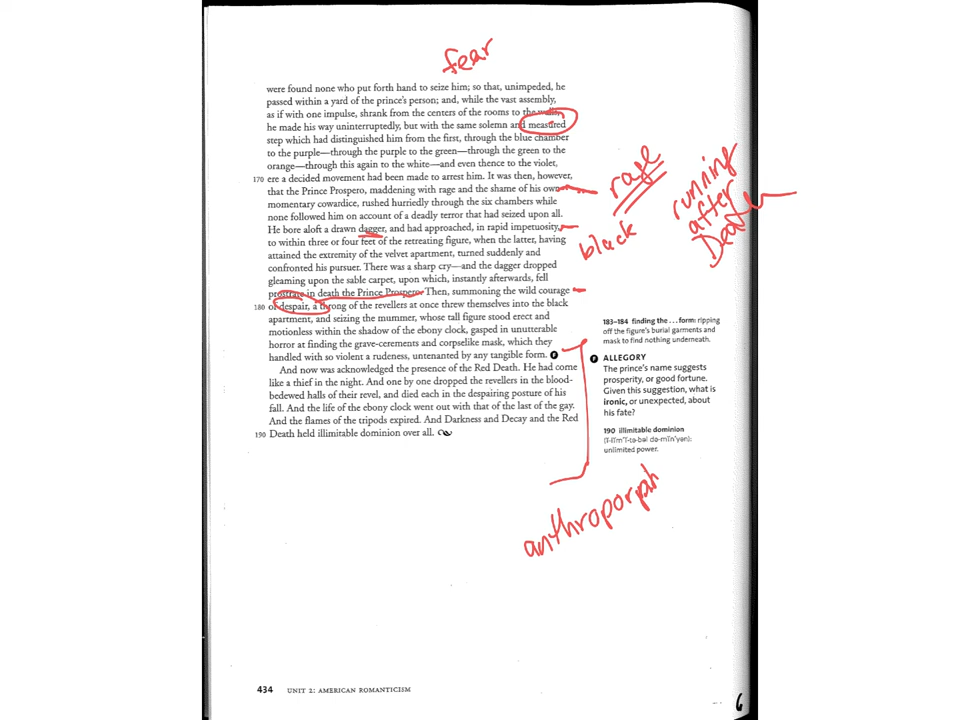 fear
were found none who put forth hand to seize him; so that, unimpeded, he
passed within a yard of the prince's person; and, while the vast assembly,
as if with one impulse, shrank from the centers of the rooms to the walls,
he made his way uninterruptedly, but with the same solemn and measured
step which had distinguished him from the first, through the blue chamber
to the purple—through the purple to the green—through the green to the
orange—through this again to the white—and even thence to the violet,
170 ere a decided movement had been made to arrest him. It was then, however,
that the Prince Prospero, maddening with rage and the shame of his own
momentary cowardice, rushed hurriedly through the six chambers while
none followed him on account of a deadly terror that had seized upon all.
He bore aloft a drawn dagger, and had approached, in rapid impetuosity,
to within three or four feet of the retreating figure, when the latter, having
attained the extremity of the velvet apartment, turned suddenly and
confronted his pursuer. There was a sharp cry—and the dagger dropped
gleaming upon the sable carpet, upon which, instantly afterwards, fell
prostrate in death the Prince Prospero. Then, summoning the wild courage
180 of despair, a throng of the revellers at once threw themselves into the black
apartment, and seizing the mummer, whose tall figure stood erect and
motionless within the shadow of the ebony clock, gasped in unutterable
horror at finding the grave-cerements and corpselike mask, which they
handled with so violent a rudeness, untenanted by any tangible form. F
And now was acknowledged the presence of the Red Death. He had come
like a thief in the night. And one by one dropped the revellers in the blood-
bedewed halls of their revel, and died each in the despairing posture of his
fall. And the life of the ebony clock went out with that of the last of the gay.
And the flames of the tripods expired. And Darkness and Decay and the Red
190 Death held illimitable dominion over all.
rage
black
running
after
Death
183–184 finding the . . . form: ripping
off the figure's burial garments and
mask to find nothing underneath.
F ALLEGORY
The prince's name suggests
prosperity, or good fortune.
Given this suggestion, what is
ironic, or unexpected, about
his fate?
190 illimitable dominion
(ĭ-lĭm'ĭ-tə-bəl də-mĭn'yən):
unlimited power.
anthroporph
434 UNIT 2: AMERICAN ROMANTICISM
6